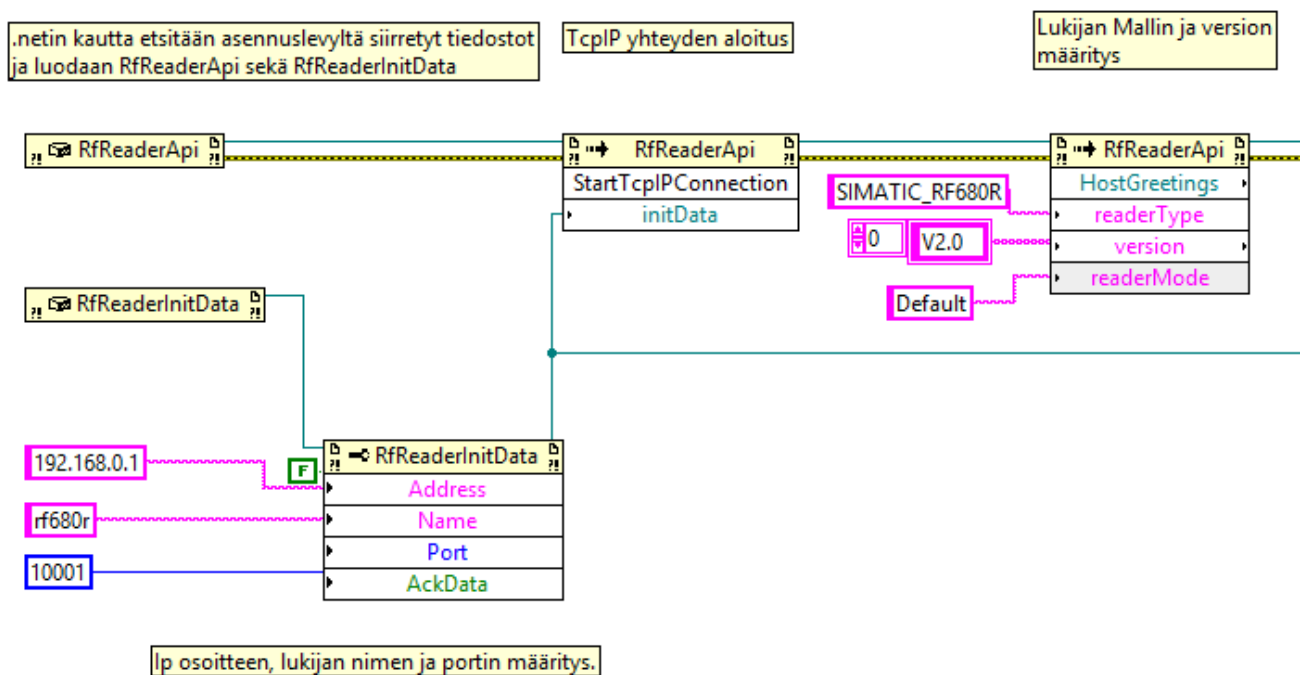 .netin kautta etsitään asennuslevyltä siirretyt tiedostot
ja luodaan RfReaderApi sekä RfReaderInitData
TcpIP yhteyden aloitus
Lukijan Mallin ja version
määritys
RfReaderApi
RfReaderApi
StartTcpIPConnection
initData
RfReaderApi
HostGreetings
readerType
version
readerMode
SIMATIC_RF680R
0
V2.0
Default
RfReaderInitData
RfReaderInitData
Address
Name
Port
AckData
F
192.168.0.1
rf680r
10001
Ip osoitteen, lukijan nimen ja portin määritys.